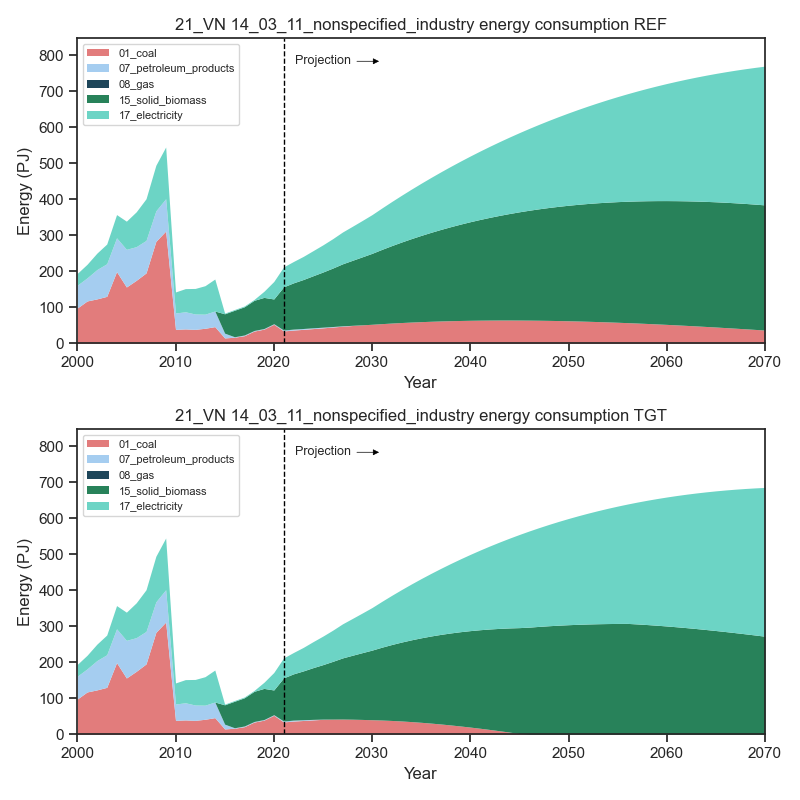 21_VN 14_03_11_nonspecified_industry energy consumption REF
800
700
600
500
400
300
200
100
0
Energy (PJ)
01_coal
07_petroleum_products
08_gas
15_solid_biomass
17_electricity
Projection
2000 2010 2020 2030 2040 2050 2060 2070
Year
21_VN 14_03_11_nonspecified_industry energy consumption TGT
800
700
600
500
400
300
200
100
0
Energy (PJ)
01_coal
07_petroleum_products
08_gas
15_solid_biomass
17_electricity
Projection
2000 2010 2020 2030 2040 2050 2060 2070
Year